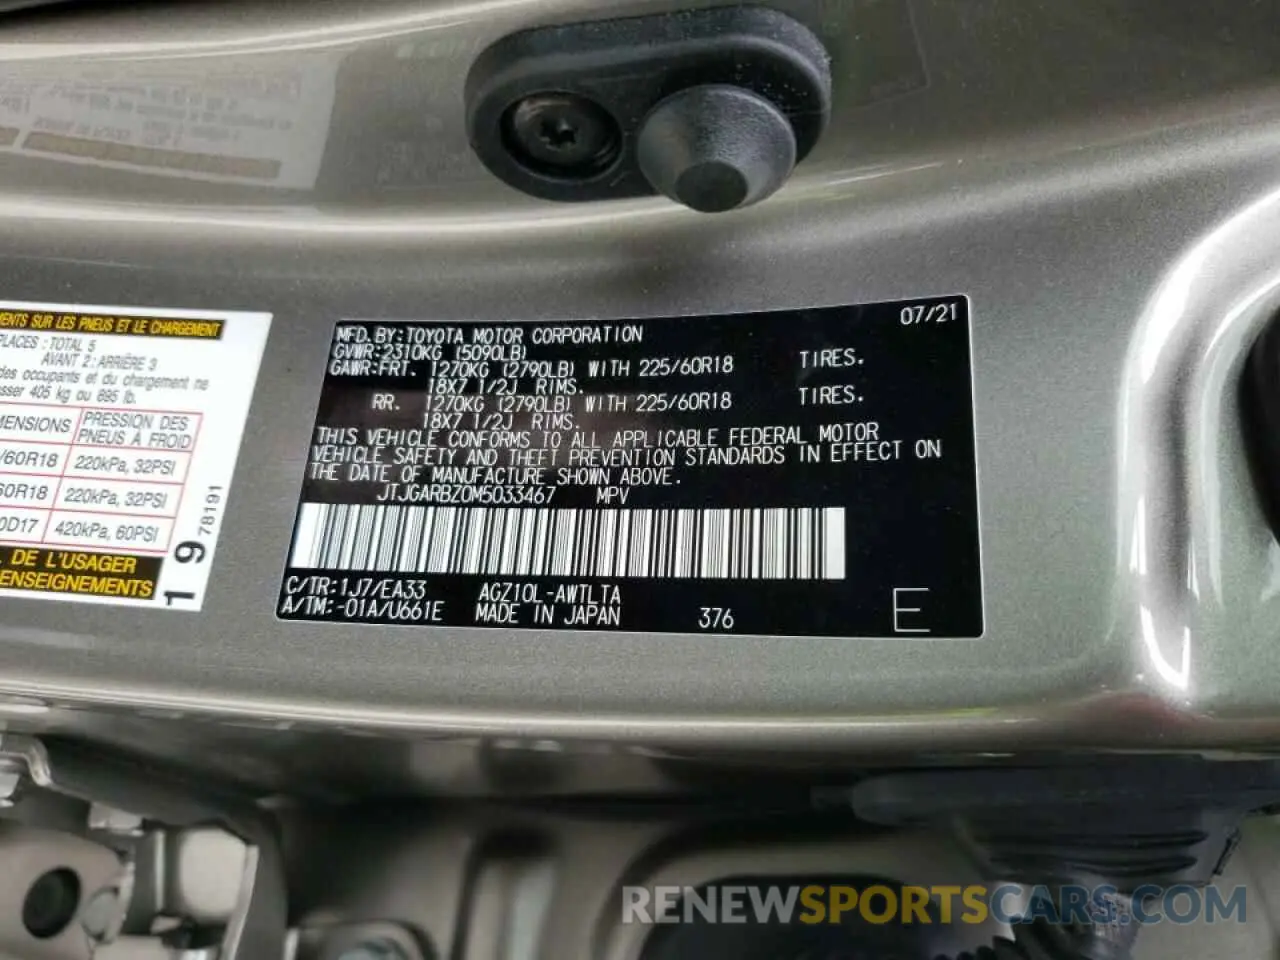 MENTS SUR LES PNEUS ET LE CHARGEMENT
PLACES : TOTAL 5
AVANT 2 : ARRIÈRE 3
des occupants et du chargement ne
sser 405 kg ou 895 lb.
MENSIONS PRESSION DES PNEUS À FROID
/60R18 220kPa, 32PSI
60R18 220kPa, 32PSI
0D17 420kPa, 60PSI
DE L'USAGER
ENSEIGNEMENTS
1 9 78191
07/21
MFD.BY:TOYOTA MOTOR CORPORATION
GVWR:2310KG (5090LB)
GAWR:FRT. 1270KG (2790LB) WITH 225/60R18 TIRES.
18X7 1/2J RIMS.
RR. 1270KG (2790LB) WITH 225/60R18 TIRES.
18X7 1/2J RIMS.
THIS VEHICLE CONFORMS TO ALL APPLICABLE FEDERAL MOTOR
VEHICLE SAFETY AND THEFT PREVENTION STANDARDS IN EFFECT ON
THE DATE OF MANUFACTURE SHOWN ABOVE.
JTJGARBZ0M5033467 MPV
C/TR:1J7/EA33 AGZ10L-AWTLTA
A/TM:-01A/U661E MADE IN JAPAN 376 E
RENEWSPORTSCARS.COM